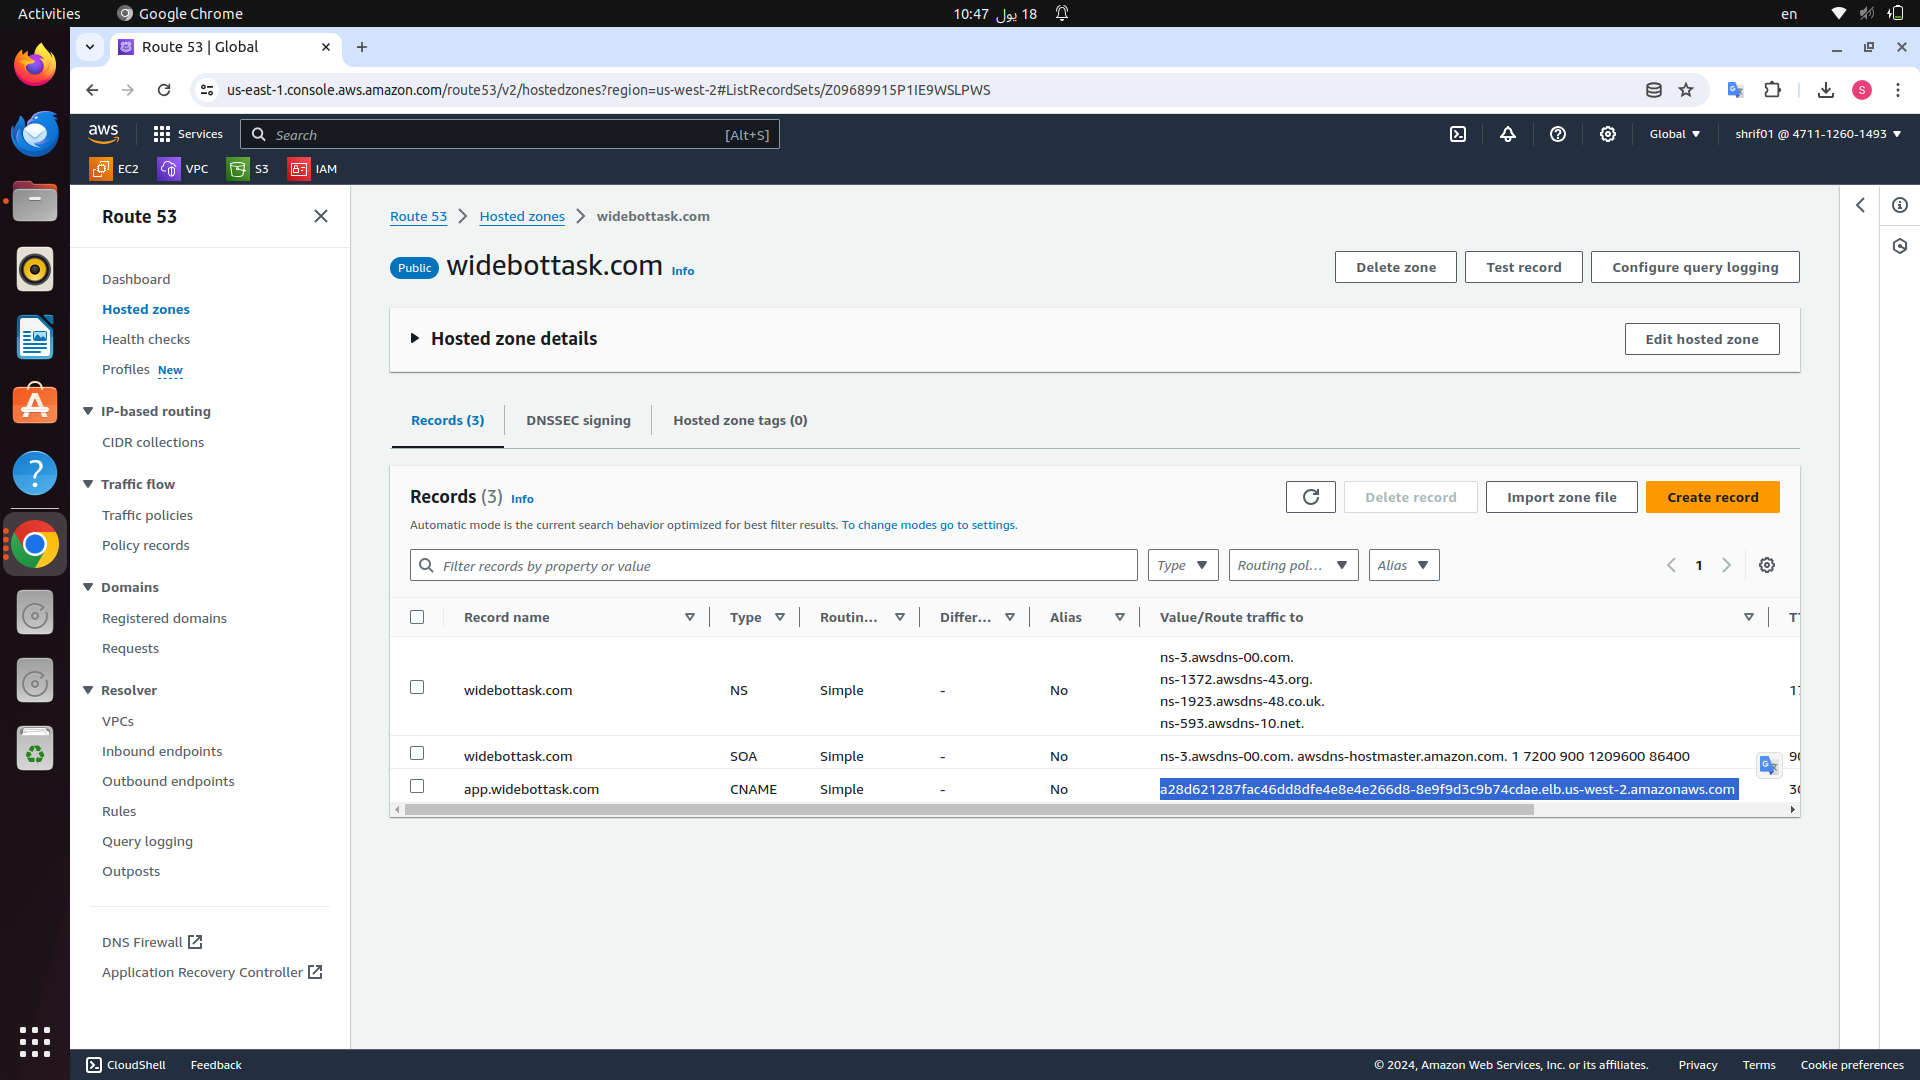 Activities
Google Chrome
10:47 18 يول
en
Route 53 | Global
us-east-1.console.aws.amazon.com/route53/v2/hostedzones?region=us-west-2#ListRecordSets/Z09689915P1IE9WSLPWS
S
aws
Services
Search
[Alt+S]
Global
shrif01 @ 4711-1260-1493
EC2
VPC
S3
IAM
Route 53
Dashboard
Hosted zones
Health checks
Profiles New
IP-based routing
CIDR collections
Traffic flow
Traffic policies
Policy records
Domains
Registered domains
Requests
Resolver
VPCs
Inbound endpoints
Outbound endpoints
Rules
Query logging
Outposts
DNS Firewall
Application Recovery Controller
Route 53
Hosted zones
widebottask.com
Public widebottask.com Info
Delete zone
Test record
Configure query logging
Hosted zone details
Edit hosted zone
Records (3)
DNSSEC signing
Hosted zone tags (0)
Records (3) Info
Delete record
Import zone file
Create record
Automatic mode is the current search behavior optimized for best filter results. To change modes go to settings.
Filter records by property or value
Type
Routing pol...
Alias
1
Record name
Type
Routin...
Differ...
Alias
Value/Route traffic to
widebottask.com NS Simple - No
ns-3.awsdns-00.com.
ns-1372.awsdns-43.org.
ns-1923.awsdns-48.co.uk.
ns-593.awsdns-10.net.
widebottask.com SOA Simple - No ns-3.awsdns-00.com. awsdns-hostmaster.amazon.com. 1 7200 900 1209600 86400
app.widebottask.com CNAME Simple - No a28d621287fac46dd8dfe4e8e4e266d8-8e9f9d3c9b74cdae.elb.us-west-2.amazonaws.com
CloudShell
Feedback
© 2024, Amazon Web Services, Inc. or its affiliates.
Privacy
Terms
Cookie preferences